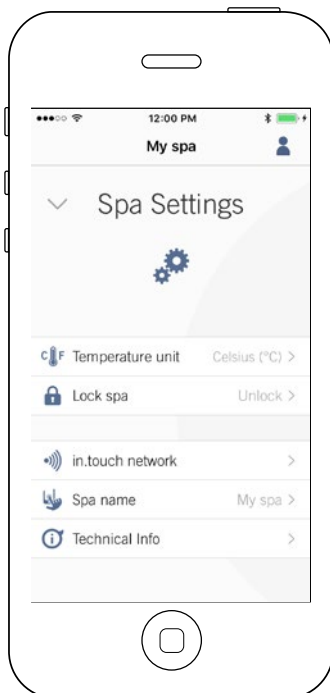 12:00 PM
My spa
Spa Settings
C F Temperature unit Celsius (°C) >
Lock spa Unlock >
in.touch network >
Spa name My spa >
Technical Info >